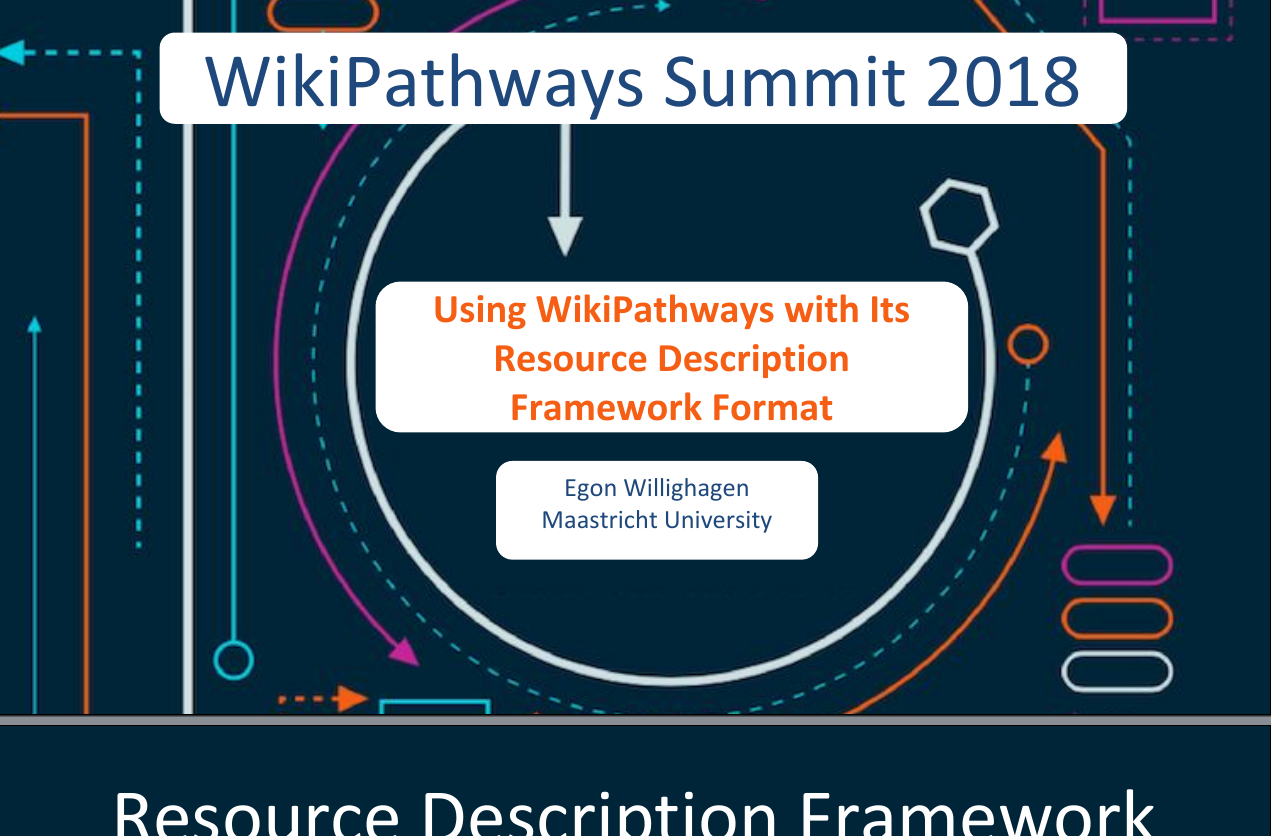 WikiPathways Summit 2018
Using WikiPathways with Its
Resource Description
Framework Format
Egon Willighagen
Maastricht University
Resource Description Framework